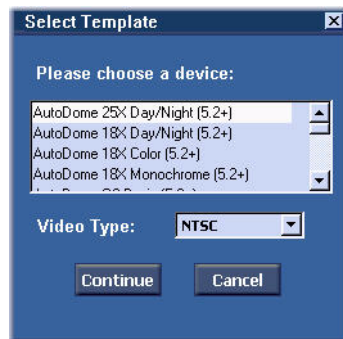 Select Template
Please choose a device:
AutoDome 25X Day/Night (5.2+)
AutoDome 18X Day/Night (5.2+)
AutoDome 18X Color (5.2+)
AutoDome 18X Monochrome (5.2+)
Video Type: NTSC
Continue Cancel